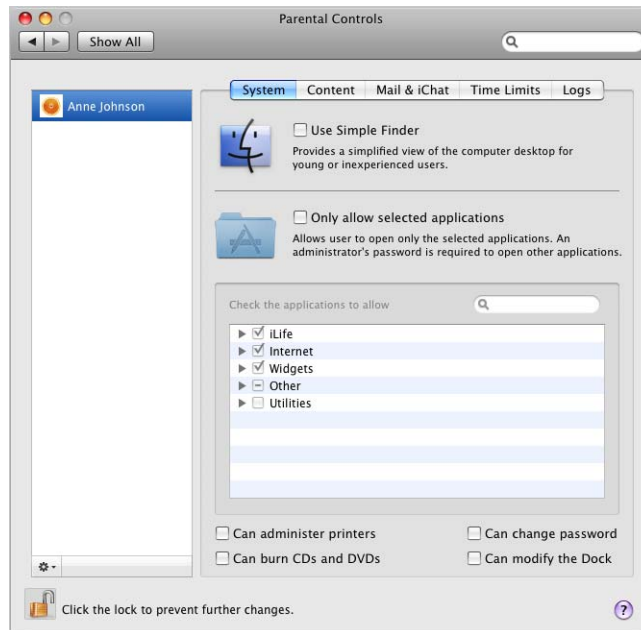 Parental Controls
Show All
Anne Johnson
System Content Mail & iChat Time Limits Logs
Use Simple Finder
Provides a simplified view of the computer desktop for
young or inexperienced users.
Only allow selected applications
Allows user to open only the selected applications. An
administrator's password is required to open other applications.
Check the applications to allow
iLife
Internet
Widgets
Other
Utilities
Can administer printers Can change password
Can burn CDs and DVDs Can modify the Dock
Click the lock to prevent further changes.
?